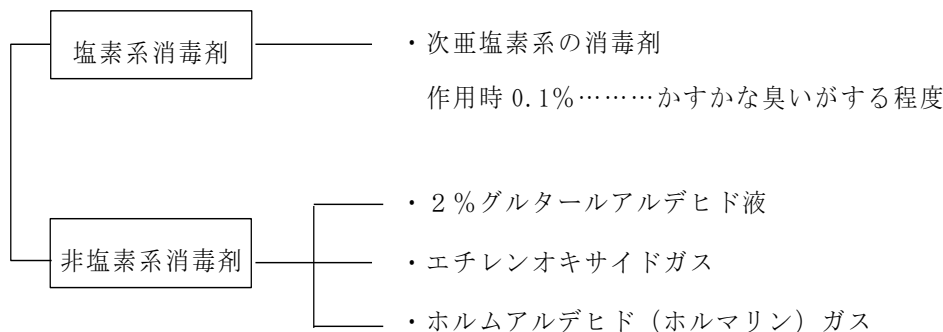 塩素系消毒剤
・次亜塩素系の消毒剤
作用時 0.1%………かすかな臭いがする程度
非塩素系消毒剤
・２%グルタールアルデヒド液
・エチレンオキサイドガス
・ホルムアルデヒド（ホルマリン）ガス